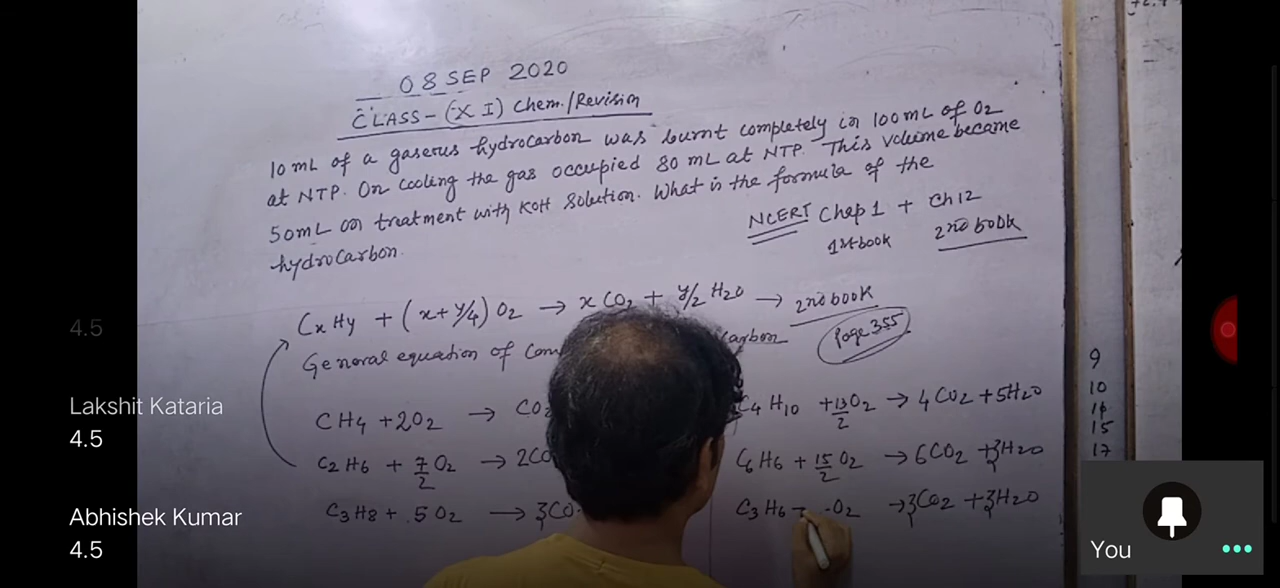 08 SEP 2020
CLASS-(XI) Chem./Revision
10 mL of a gaseous hydrocarbon was burnt completely in 100 mL of O2
at NTP. On Cooling the gas occupied 80 mL at NTP. This volume became
50mL on treatment with KOH Solution. What is the formula of the
hydrocarbon.
NCERT Chap 1 + Ch 12
1st book 2nd book
CxHy + (x+y/4) O2 → x CO2 + y/2 H2O → 2nd book
General equation of Com carbon
Page 355
CH4 + 2O2 → CO2
C4H10 + 13/2 O2 → 4CO2 + 5H2O
C2H6 + 7/2 O2 → 2CO
C6H6 + 15/2 O2 → 6CO2 + 3H2O
C3H8 + 5O2 → 3CO
C3H6 + O2 → 3CO2 + 3H2O
9
10
15
17
4.5
Lakshit Kataria
4.5
Abhishek Kumar
4.5
You